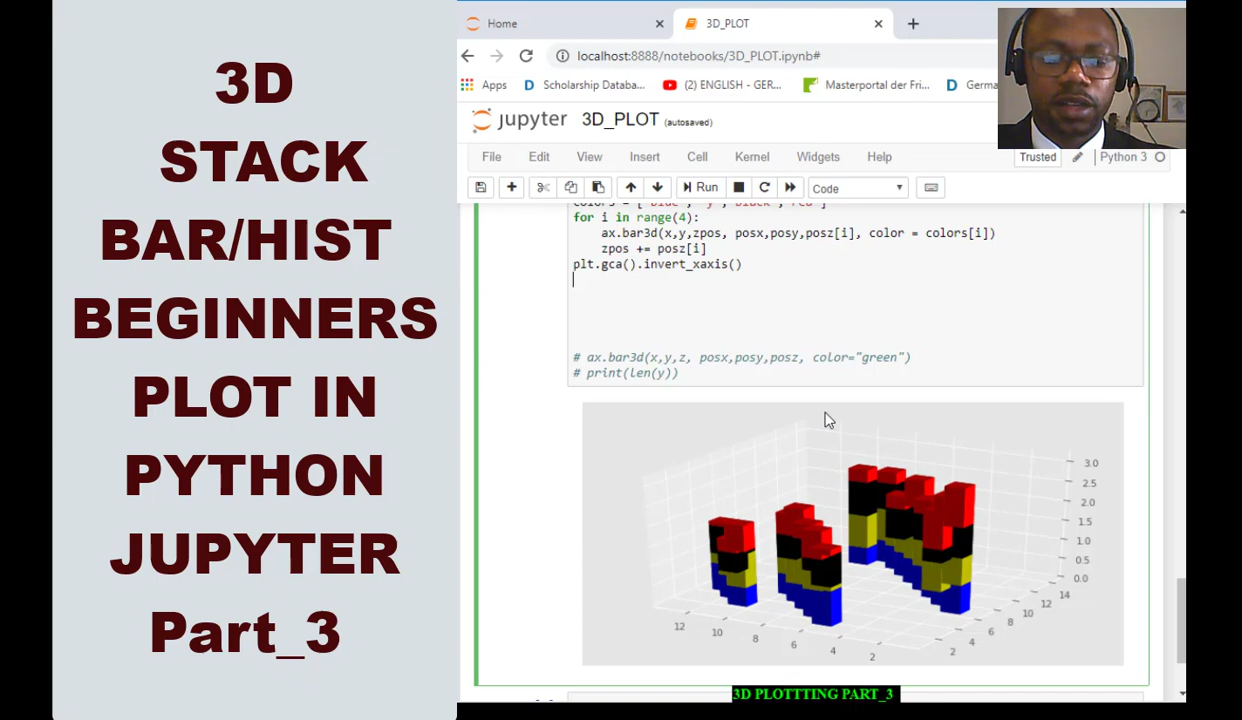 3D
STACK
BAR/HIST
BEGINNERS
PLOT IN
PYTHON
JUPYTER
Part_3
Home
3D_PLOT
localhost:8888/notebooks/3D_PLOT.ipynb#
Apps
Scholarship Databa...
(2) ENGLISH - GER...
Masterportal der Fri...
Germa
jupyter 3D_PLOT (autosaved)
File Edit View Insert Cell Kernel Widgets Help
Trusted
Python 3
Run
Code
for i in range(4):
ax.bar3d(x,y,zpos, posx,posy,posz[i], color = colors[i])
zpos += posz[i]
plt.gca().invert_xaxis()
# ax.bar3d(x,y,z, posx,posy,posz, color="green")
# print(len(y))
3.0
2.5
2.0
1.5
1.0
0.5
0.0
14
12
10
8
6
4
2
12
10
8
6
4
2
3D PLOTTTING PART_3